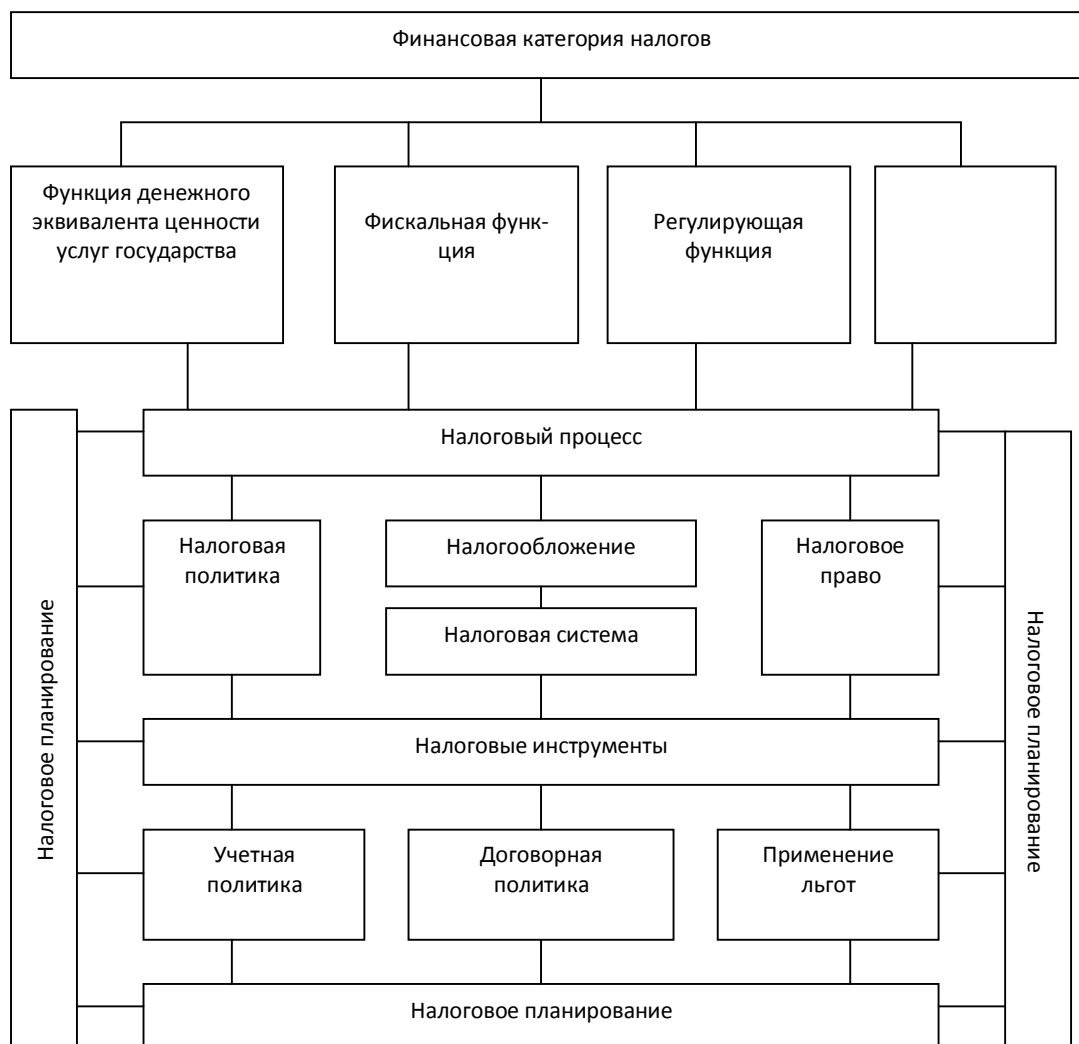 Финансовая категория налогов
Функция денежного
эквивалента ценности
услуг государства
Фискальная функ-
ция
Регулирующая
функция
Налоговый процесс
Налоговая
политика
Налогообложение
Налоговая система
Налоговое
право
Налоговое планирование
Налоговое планирование
Налоговые инструменты
Учетная
политика
Договорная
политика
Применение
льгот
Налоговое планирование